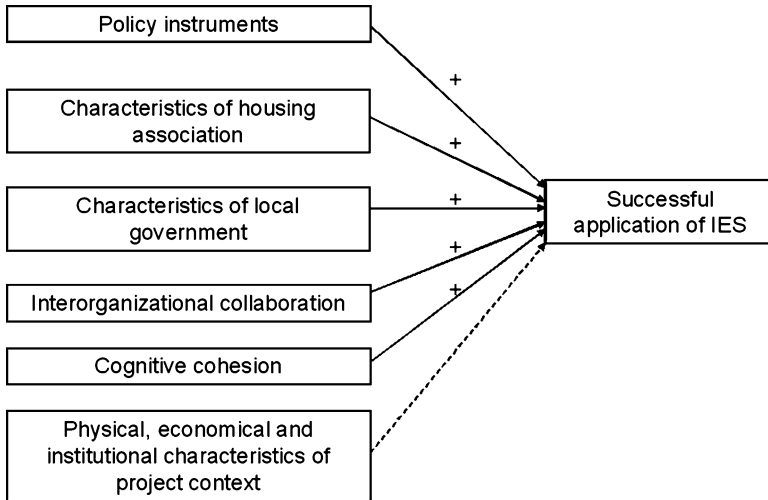 Policy instruments
+
Characteristics of housing
association
+
Characteristics of local
government
+
Successful
application of IES
Interorganizational collaboration
+
Cognitive cohesion
+
Physical, economical and
institutional characteristics of
project context